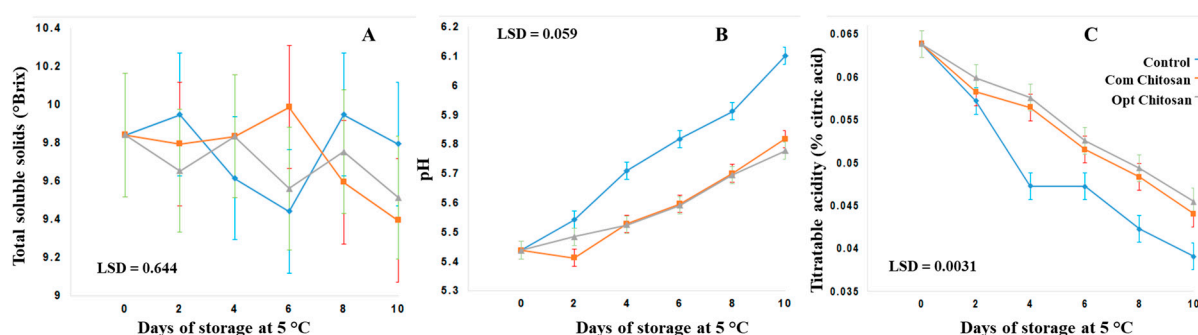 Total soluble solids (ºBrix)
10.4
10.2
10
9.8
9.6
9.4
9.2
9
A
LSD = 0.644
0 2 4 6 8 10
Days of storage at 5 °C
pH
6.2
6.1
6
5.9
5.8
5.7
5.6
5.5
5.4
5.3
LSD = 0.059
B
0 2 4 6 8 10
Days of storage at 5 °C
Titratable acidity (% citric acid)
0.065
0.06
0.055
0.05
0.045
0.04
0.035
C
Control
Com Chitosan
Opt Chitosan
LSD = 0.0031
0 2 4 6 8 10
Days of storage at 5 °C